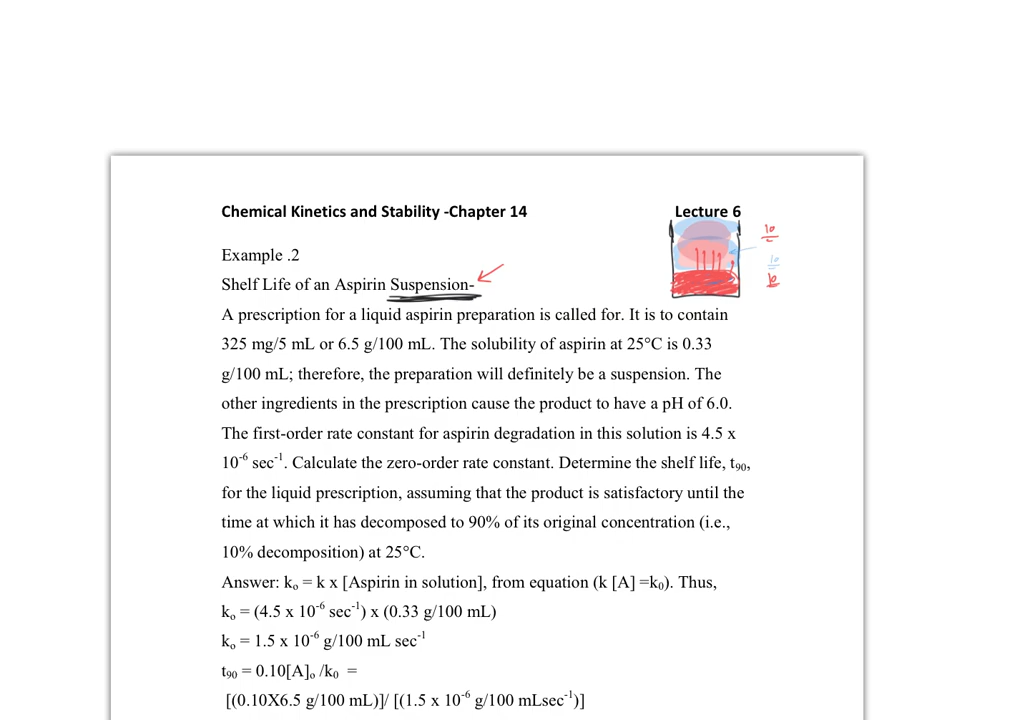 Chemical Kinetics and Stability -Chapter 14 Lecture 6
10
Example .2
10
Shelf Life of an Aspirin Suspension-
10
A prescription for a liquid aspirin preparation is called for. It is to contain
325 mg/5 mL or 6.5 g/100 mL. The solubility of aspirin at 25°C is 0.33
g/100 mL; therefore, the preparation will definitely be a suspension. The
other ingredients in the prescription cause the product to have a pH of 6.0.
The first-order rate constant for aspirin degradation in this solution is 4.5 x
10⁻⁶ sec⁻¹. Calculate the zero-order rate constant. Determine the shelf life, t₉₀,
for the liquid prescription, assuming that the product is satisfactory until the
time at which it has decomposed to 90% of its original concentration (i.e.,
10% decomposition) at 25°C.
Answer: kₒ = k x [Aspirin in solution], from equation (k [A] =k₀). Thus,
kₒ = (4.5 x 10⁻⁶ sec⁻¹) x (0.33 g/100 mL)
kₒ = 1.5 x 10⁻⁶ g/100 mL sec⁻¹
t₉₀ = 0.10[A]ₒ /k₀ =
[(0.10X6.5 g/100 mL)]/ [(1.5 x 10⁻⁶ g/100 mLsec⁻¹)]